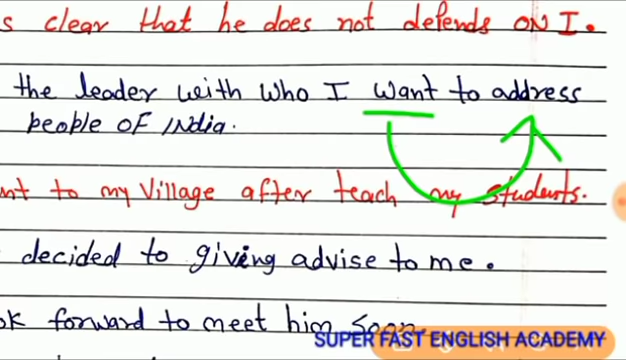 s clear that he does not defends on I.
the leader with who I want to address
people of India.
nt to my village after teach my students.
decided to giving advise to me.
ok forward to meet him soon.
SUPER FAST ENGLISH ACADEMY